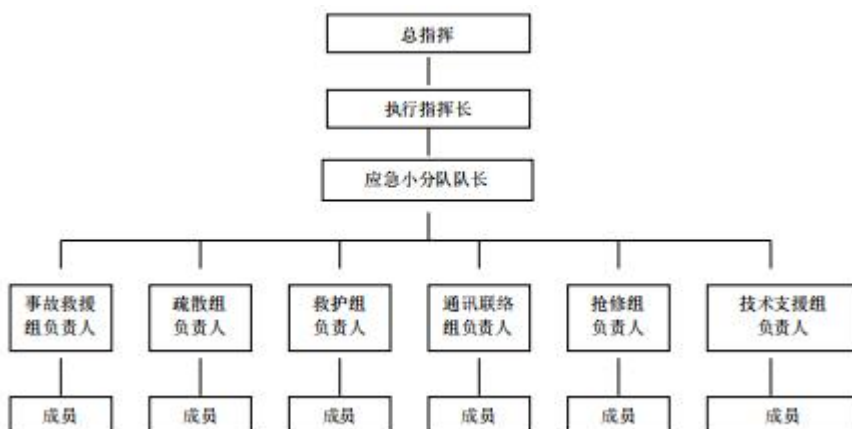 总指挥
执行指挥长
应急小分队队长
事故救援
组负责人
疏散组
负责人
救护组
负责人
通讯联络
组负责人
抢修组
负责人
技术支援组
负责人
成员
成员
成员
成员
成员
成员